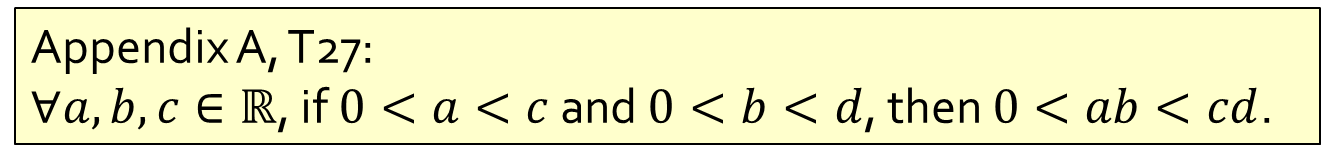 Appendix A, T27:
∀𝑎, 𝑏, 𝑐 ∈ ℝ, if 0 < 𝑎 < 𝑐 and 0 < 𝑏 < 𝑑, then 0 < 𝑎𝑏 < 𝑐𝑑.